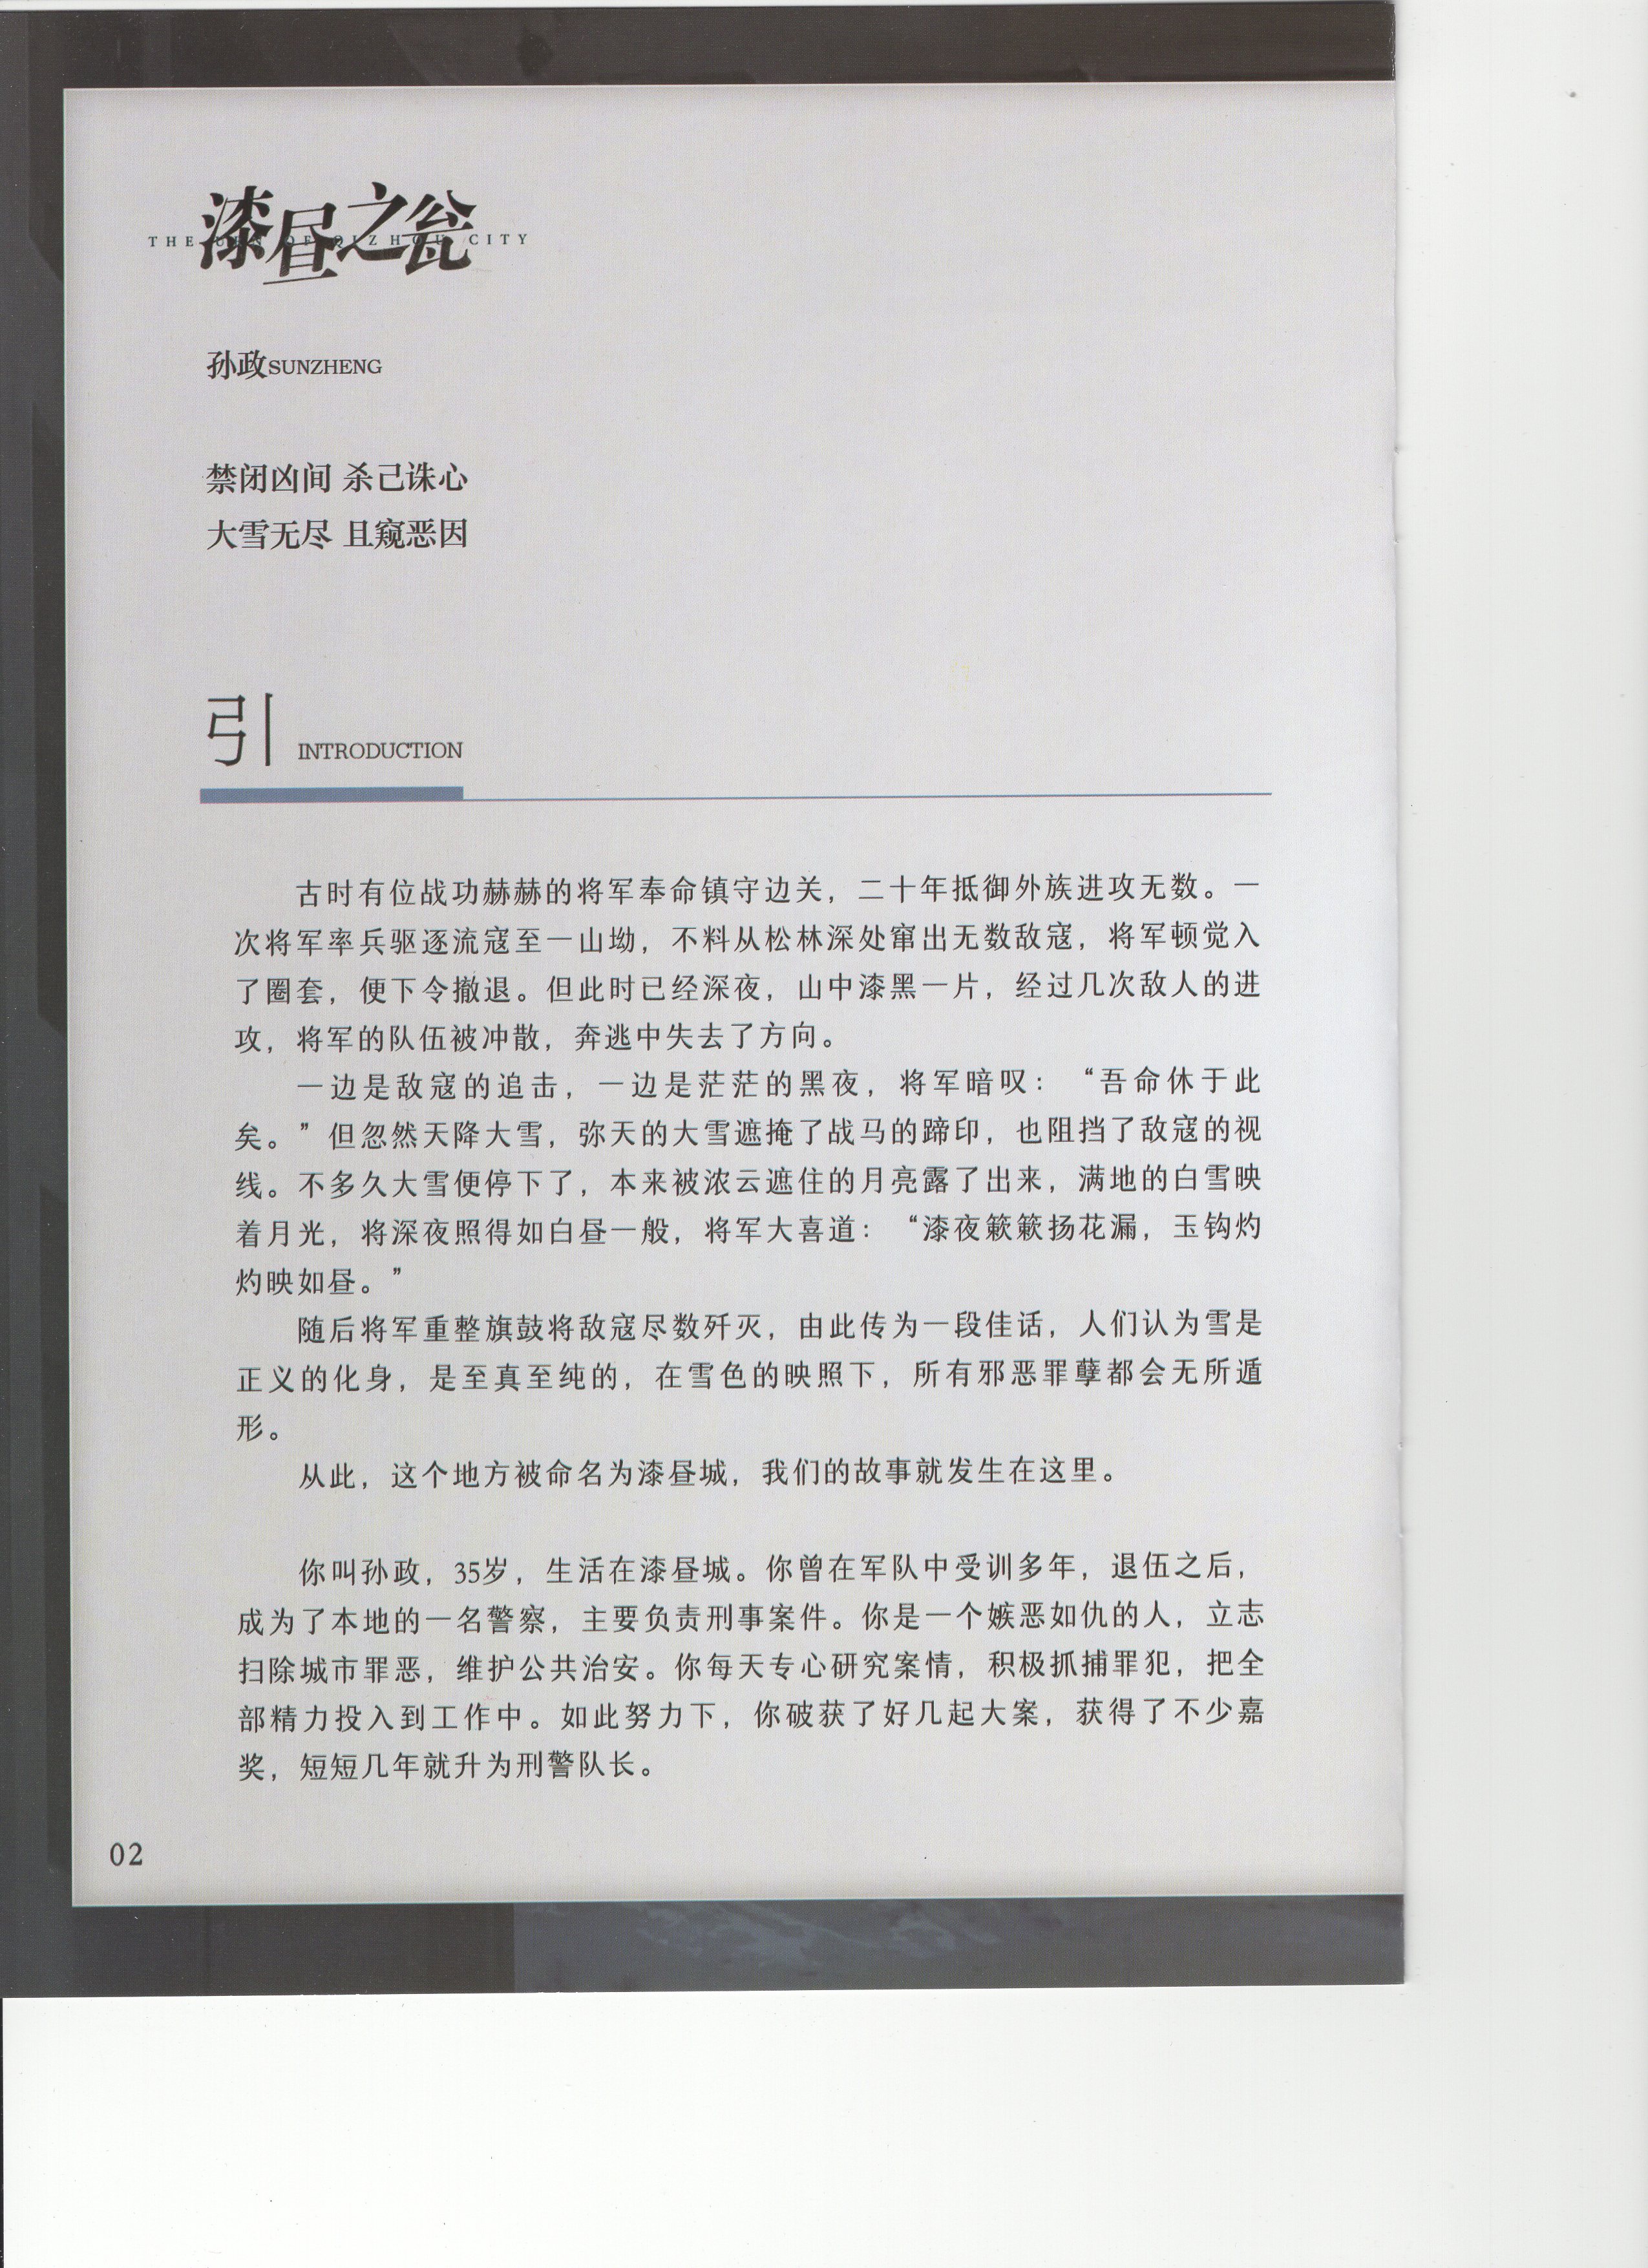 漆昼之瓮
THE URN OF QIZHOU CITY
孙政SUNZHENG
禁闭凶间 杀己诛心
大雪无尽 且窥恶因
引 INTRODUCTION
古时有位战功赫赫的将军奉命镇守边关，二十年抵御外族进攻无数。一
次将军率兵驱逐流寇至一山坳，不料从松林深处窜出无数敌寇，将军顿觉入
了圈套，便下令撤退。但此时已经深夜，山中漆黑一片，经过几次敌人的进
攻，将军的队伍被冲散，奔逃中失去了方向。
一边是敌寇的追击，一边是茫茫的黑夜，将军暗叹：“吾命休于此
矣。”但忽然天降大雪，弥天的大雪遮掩了战马的蹄印，也阻挡了敌寇的视
线。不多久大雪便停下了，本来被浓云遮住的月亮露了出来，满地的白雪映
着月光，将深夜照得如白昼一般，将军大喜道：“漆夜簌簌扬花漏，玉钩灼
灼映如昼。”
随后将军重整旗鼓将敌寇尽数歼灭，由此传为一段佳话，人们认为雪是
正义的化身，是至真至纯的，在雪色的映照下，所有邪恶罪孽都会无所遁
形。
从此，这个地方被命名为漆昼城，我们的故事就发生在这里。
你叫孙政，35岁，生活在漆昼城。你曾在军队中受训多年，退伍之后，
成为了本地的一名警察，主要负责刑事案件。你是一个嫉恶如仇的人，立志
扫除城市罪恶，维护公共治安。你每天专心研究案情，积极抓捕罪犯，把全
部精力投入到工作中。如此努力下，你破获了好几起大案，获得了不少嘉
奖，短短几年就升为刑警队长。
02